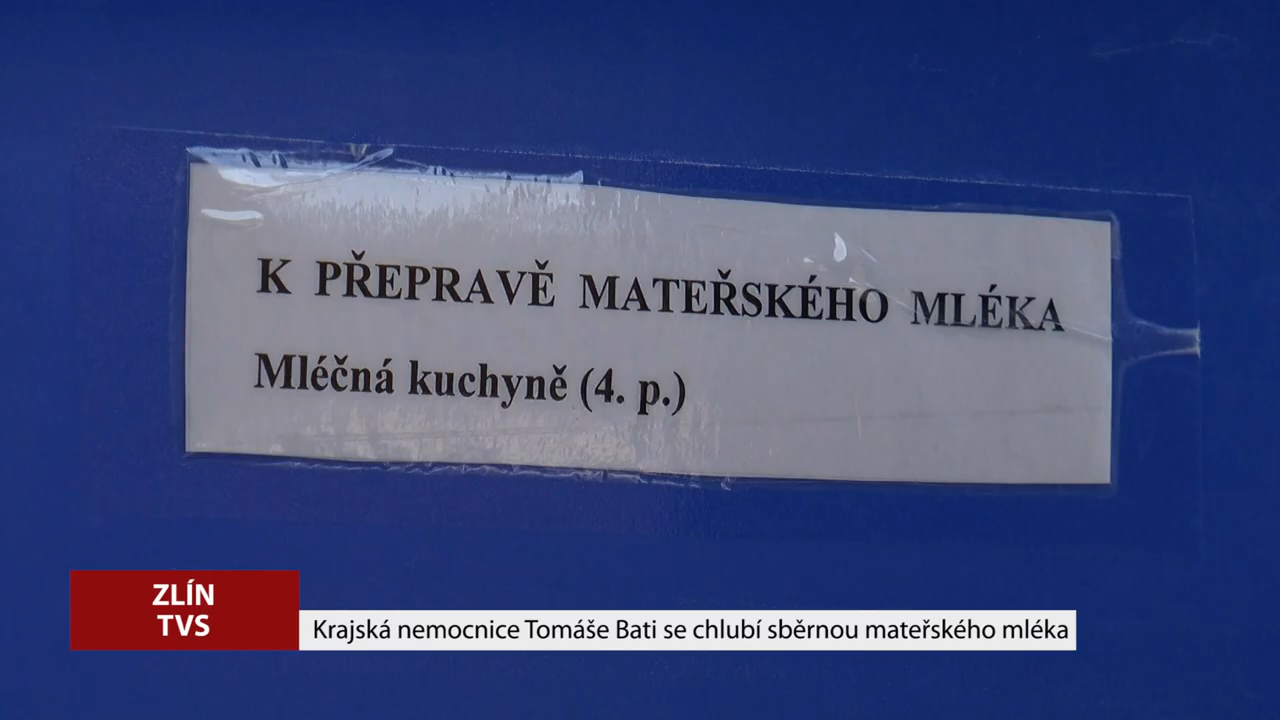 K PŘEPRAVĚ MATEŘSKÉHO MLÉKA
Mléčná kuchyně (4. p.)
ZLÍN
TVS
Krajská nemocnice Tomáše Bati se chlubí sběrnou mateřského mléka